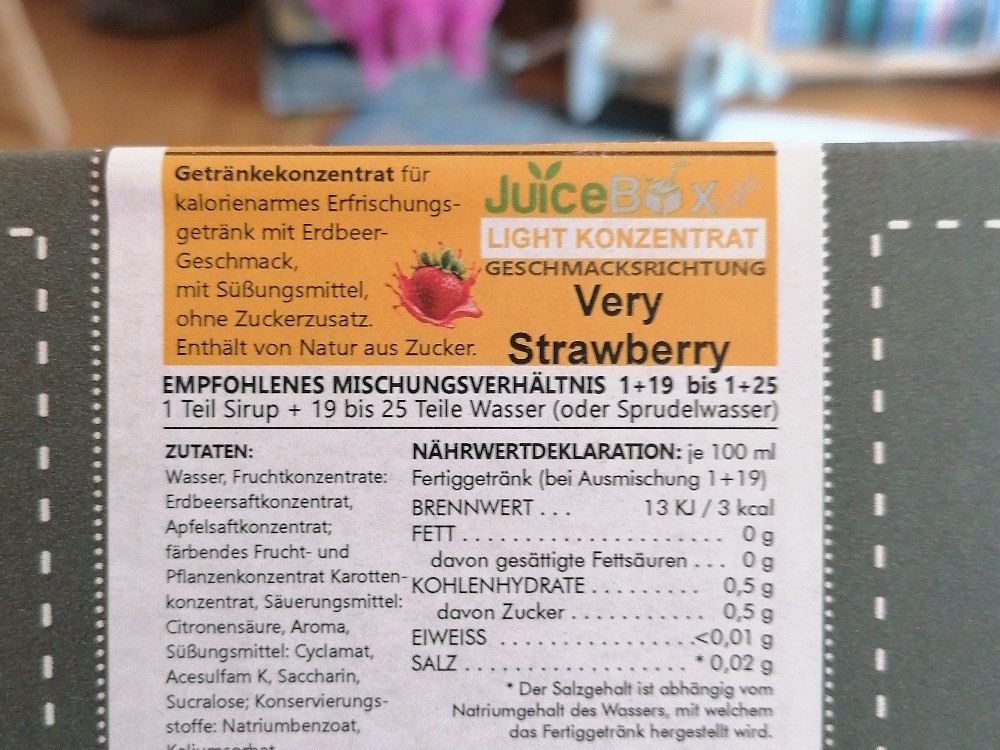 Getränkekonzentrat für
kalorienarmes Erfrischungs-
getränk mit Erdbeer-
Geschmack,
mit Süßungsmittel,
ohne Zuckerzusatz.
Enthält von Natur aus Zucker.
JuiceBox
LIGHT KONZENTRAT
GESCHMACKSRICHTUNG
Very
Strawberry
EMPFOHLENES MISCHUNGSVERHÄLTNIS 1+19 bis 1+25
1 Teil Sirup + 19 bis 25 Teile Wasser (oder Sprudelwasser)
ZUTATEN:
Wasser, Fruchtkonzentrate:
Erdbeersaftkonzentrat,
Apfelsaftkonzentrat;
färbendes Frucht- und
Pflanzenkonzentrat Karotten-
konzentrat, Säuerungsmittel:
Citronensäure, Aroma,
Süßungsmittel: Cyclamat,
Acesulfam K, Saccharin,
Sucralose; Konservierungs-
stoffe: Natriumbenzoat,
Kaliumsorbat
NÄHRWERTDEKLARATION: je 100 ml
Fertiggetränk (bei Ausmischung 1+19)
BRENNWERT . . . 13 KJ / 3 kcal
FETT . . . . . . . . . . . . . . . . . . . . . . . 0 g
davon gesättigte Fettsäuren . . . 0 g
KOHLENHYDRATE . . . . . . . . . 0,5 g
davon Zucker . . . . . . . . . . . 0,5 g
EIWEISS . . . . . . . . . . . . . . . . .<0,01 g
SALZ . . . . . . . . . . . . . . . . . . . * 0,02 g
* Der Salzgehalt ist abhängig vom
Natriumgehalt des Wassers, mit welchem
das Fertiggetränk hergestellt wird.